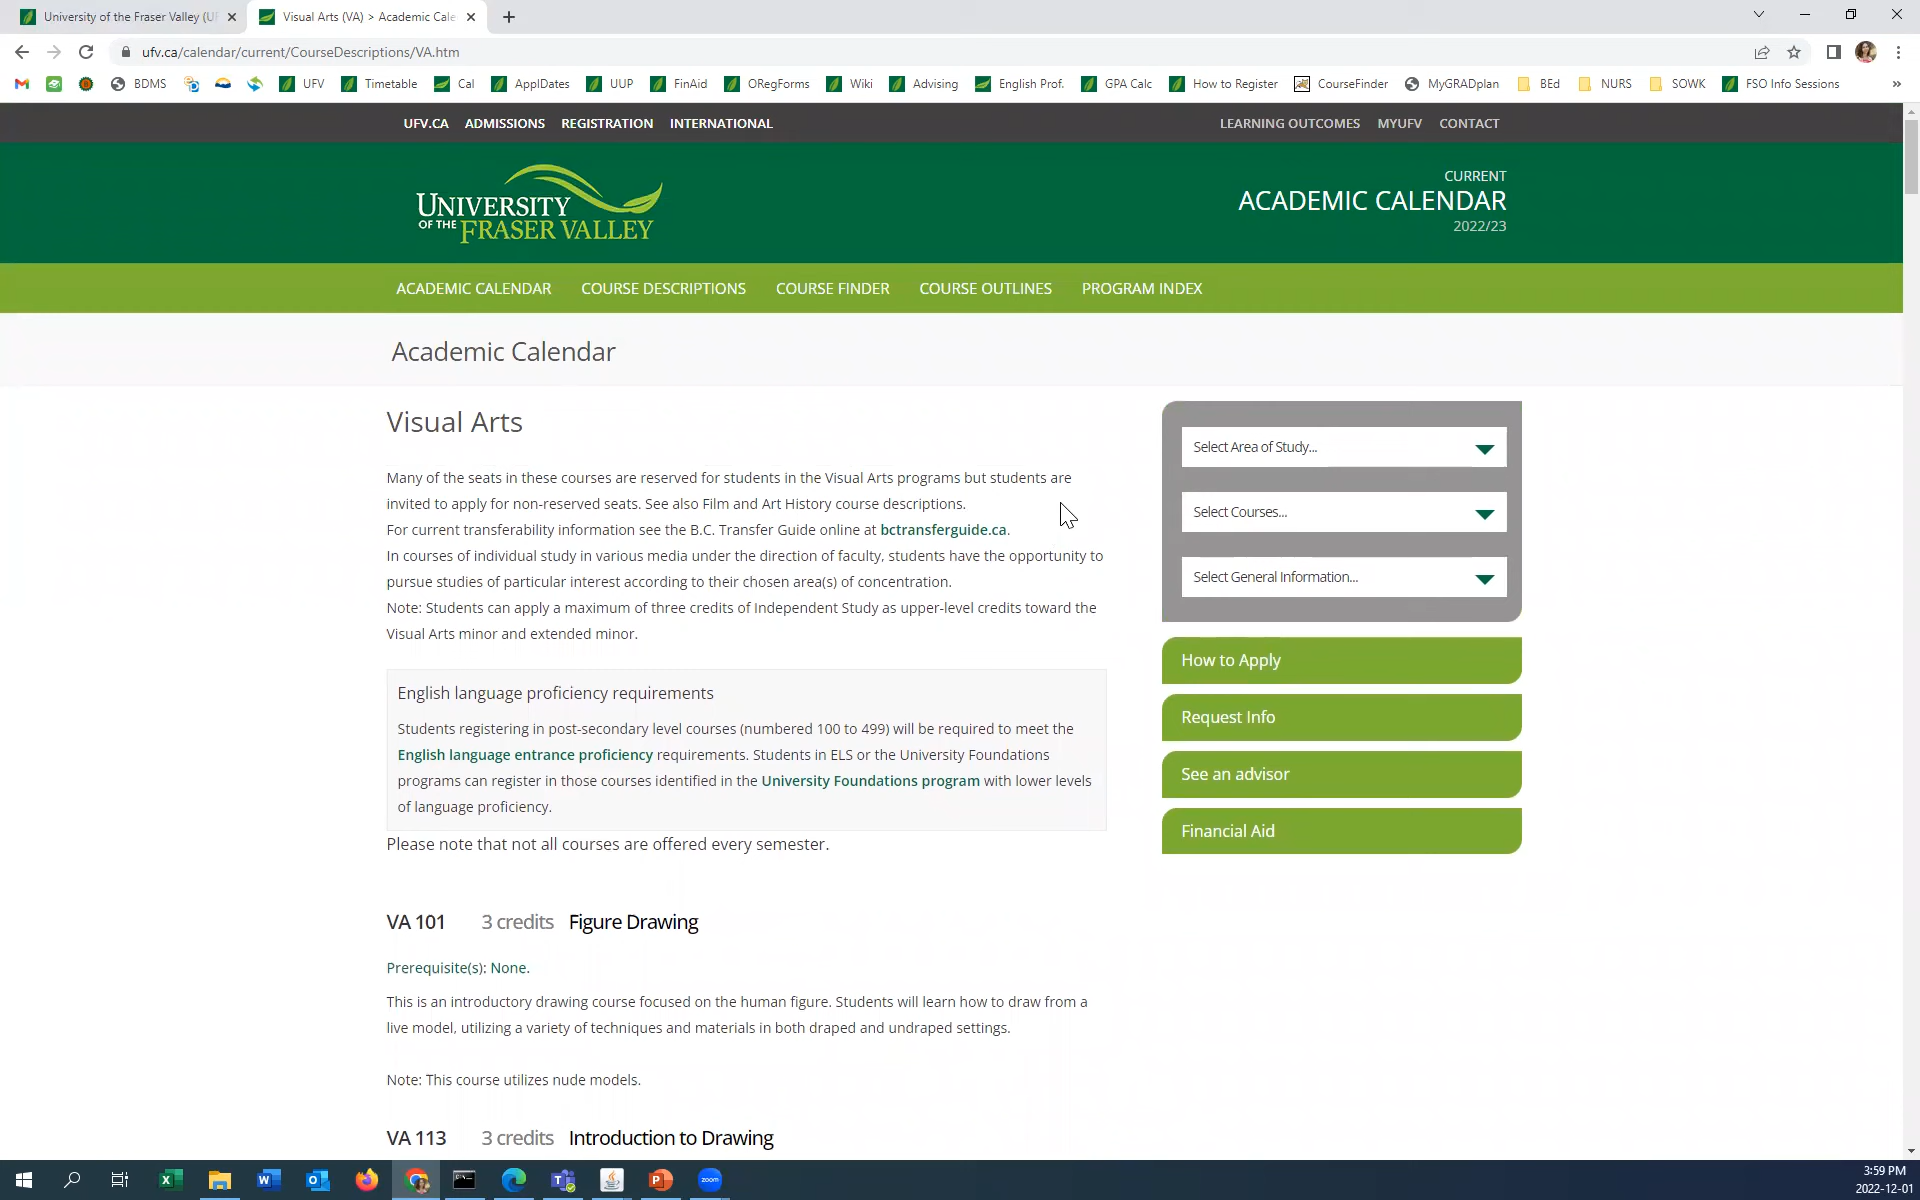 University of the Fraser Valley (UF
Visual Arts (VA) > Academic Cale
ufv.ca/calendar/current/CourseDescriptions/VA.htm
BDMS
UFV
Timetable
Cal
ApplDates
UUP
FinAid
ORegForms
Wiki
Advising
English Prof.
GPA Calc
How to Register
CourseFinder
MyGRADplan
BEd
NURS
SOWK
FSO Info Sessions
UFV.CA ADMISSIONS REGISTRATION INTERNATIONAL
LEARNING OUTCOMES MYUFV CONTACT
UNIVERSITY
OF THE FRASER VALLEY
CURRENT
ACADEMIC CALENDAR
2022/23
ACADEMIC CALENDAR COURSE DESCRIPTIONS COURSE FINDER COURSE OUTLINES PROGRAM INDEX
Academic Calendar
Visual Arts
Many of the seats in these courses are reserved for students in the Visual Arts programs but students are
invited to apply for non-reserved seats. See also Film and Art History course descriptions.
For current transferability information see the B.C. Transfer Guide online at bctransferguide.ca.
In courses of individual study in various media under the direction of faculty, students have the opportunity to
pursue studies of particular interest according to their chosen area(s) of concentration.
Note: Students can apply a maximum of three credits of Independent Study as upper-level credits toward the
Visual Arts minor and extended minor.
English language proficiency requirements
Students registering in post-secondary level courses (numbered 100 to 499) will be required to meet the
English language entrance proficiency requirements. Students in ELS or the University Foundations
programs can register in those courses identified in the University Foundations program with lower levels
of language proficiency.
Please note that not all courses are offered every semester.
VA 101 3 credits Figure Drawing
Prerequisite(s): None.
This is an introductory drawing course focused on the human figure. Students will learn how to draw from a
live model, utilizing a variety of techniques and materials in both draped and undraped settings.
Note: This course utilizes nude models.
VA 113 3 credits Introduction to Drawing
Select Area of Study...
Select Courses...
Select General Information...
How to Apply
Request Info
See an advisor
Financial Aid
zoom
3:59 PM
2022-12-01